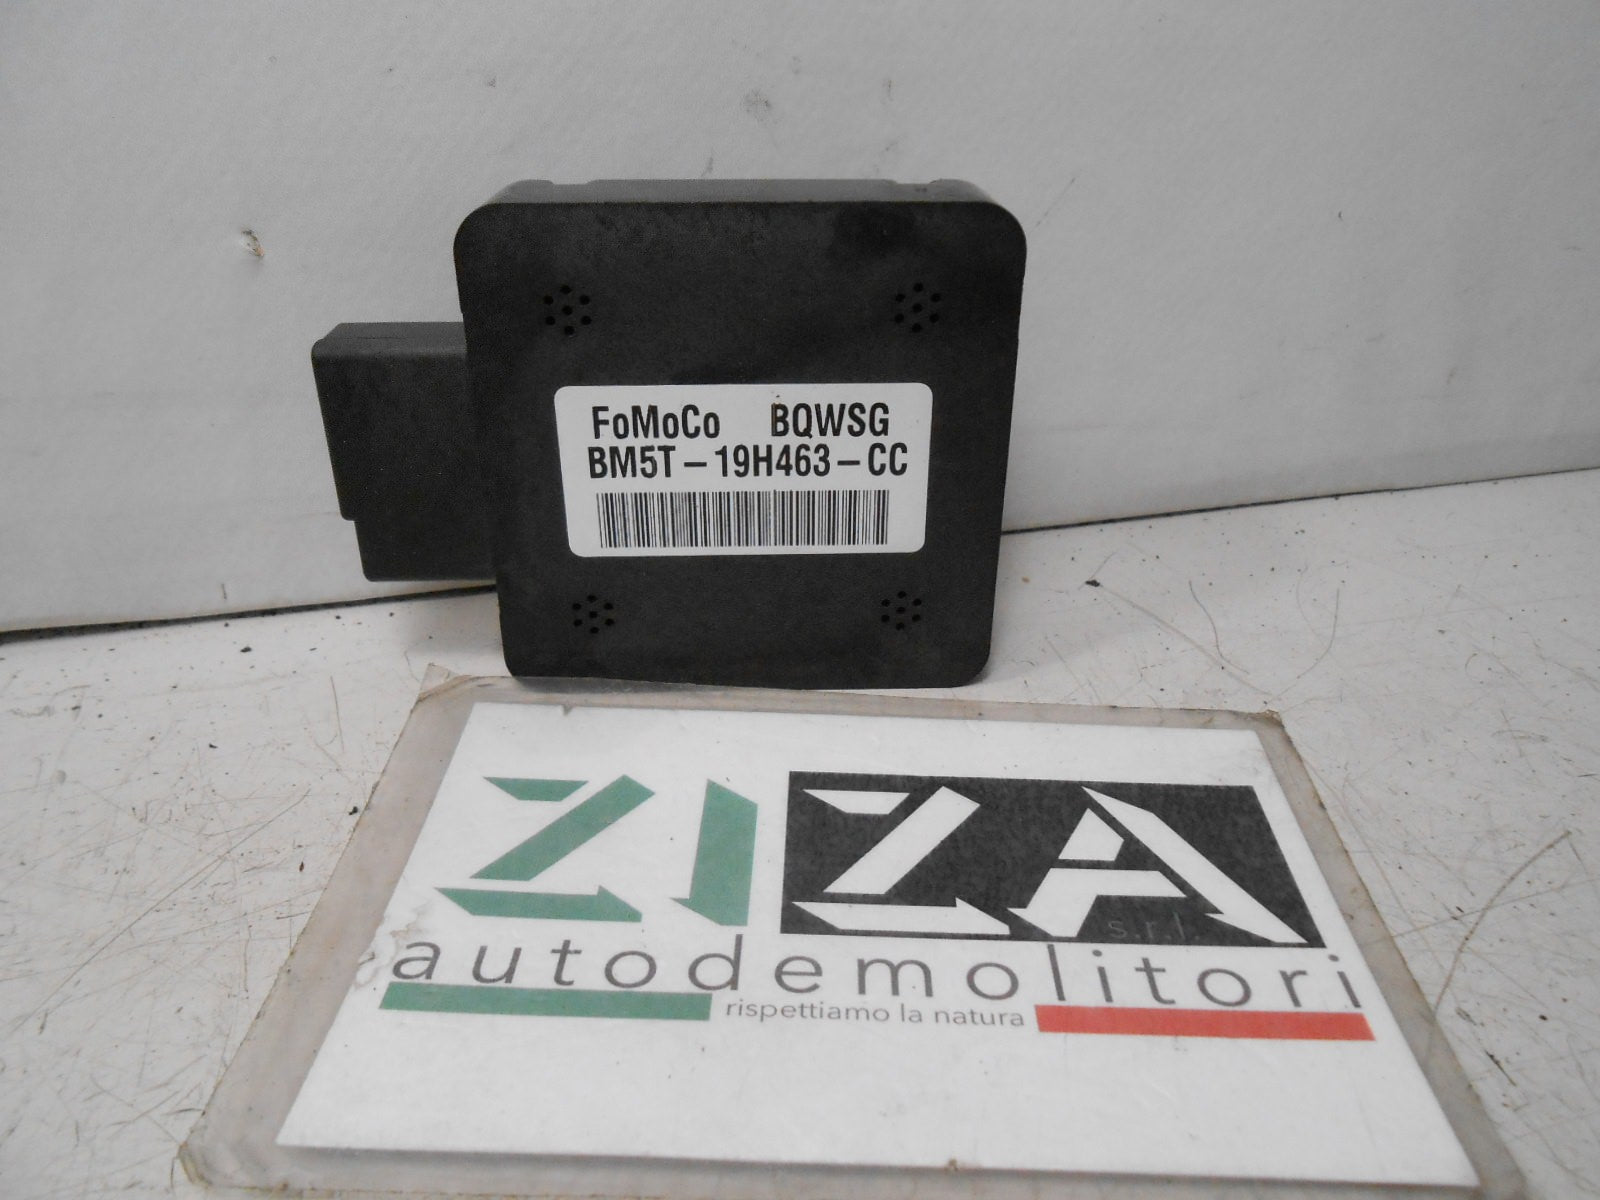 FoMoCo BQWSG
BM5T-19H463-CC
ZIZA
s.r.l.
autodemolitori
rispettiamo la natura